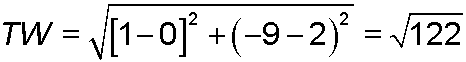 TW = √([1−0]² + (−9−2)²) = √122